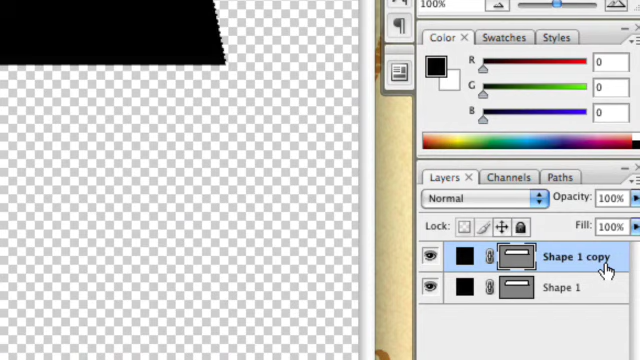 100%
Color × Swatches Styles
R 0
G 0
B 0
Layers × Channels Paths
Normal Opacity: 100%
Lock: Fill: 100%
Shape 1 copy
Shape 1